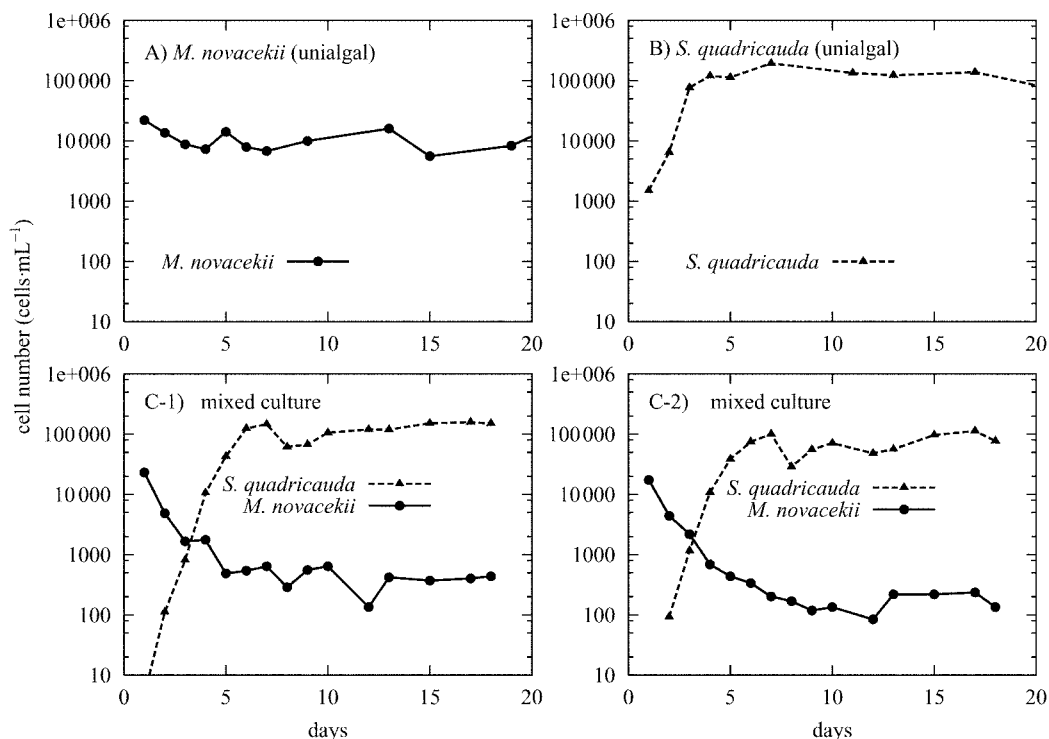 cell number (cells·mL⁻¹)
1e+006
100 000
10 000
1000
100
10
A) M. novacekii (unialgal)
M. novacekii
0 5 10 15 20
1e+006
100 000
10 000
1000
100
10
B) S. quadricauda (unialgal)
S. quadricauda
0 5 10 15 20
1e+006
100 000
10 000
1000
100
10
C-1) mixed culture
S. quadricauda
M. novacekii
0 5 10 15 20
days
1e+006
100 000
10 000
1000
100
10
C-2) mixed culture
S. quadricauda
M. novacekii
0 5 10 15 20
days